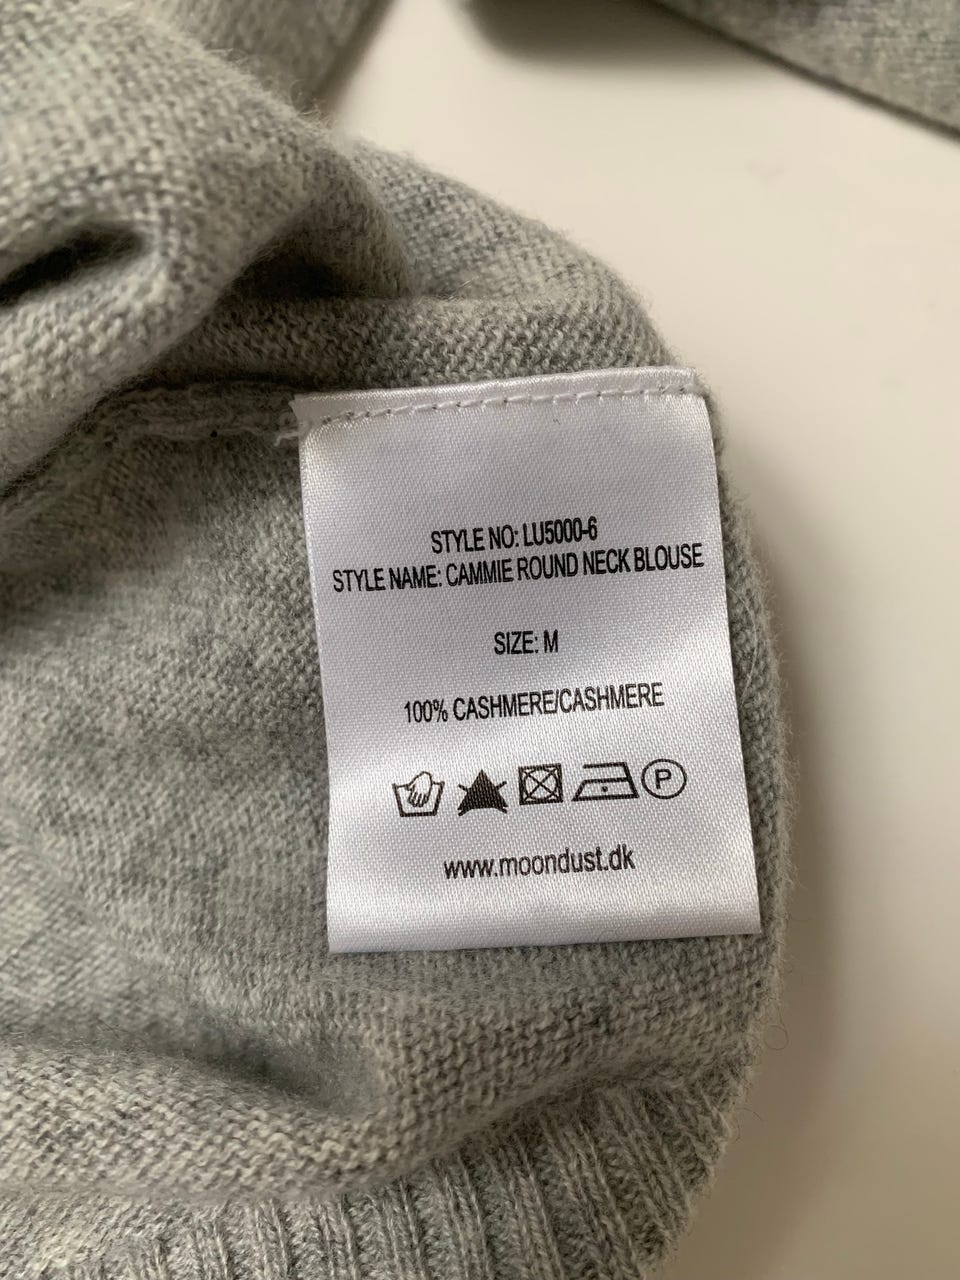 STYLE NO: LU5000-6
STYLE NAME: CAMMIE ROUND NECK BLOUSE
SIZE: M
100% CASHMERE/CASHMERE
P
www.moondust.dk